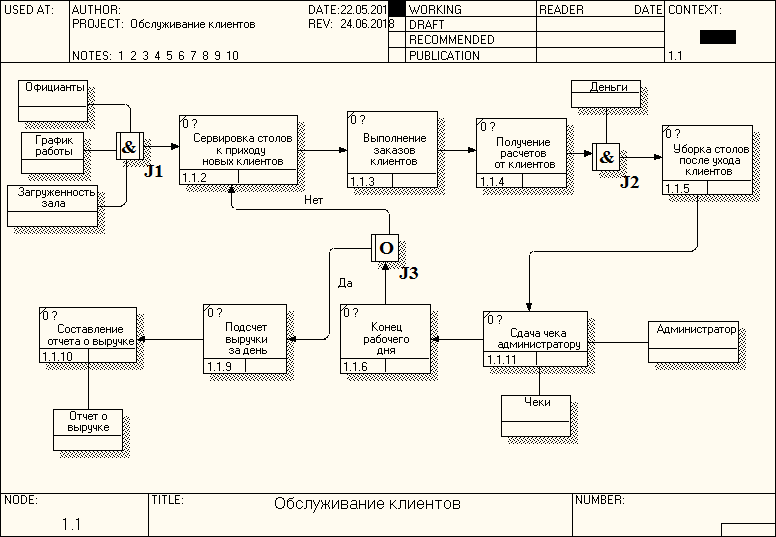 USED AT:
AUTHOR:
DATE:22.05.201
WORKING
READER
DATE
CONTEXT:
PROJECT: Обслуживание клиентов
REV: 24.06.2018
DRAFT
RECOMMENDED
NOTES: 1 2 3 4 5 6 7 8 9 10
PUBLICATION
1.1
Официанты
График
работы
Загруженность
зала
&
J1
0 ?
Сервировка столов
к приходу
новых клиентов
1.1.2
0 ?
Выполнение
заказов
клиентов
1.1.3
0 ?
Получение
расчетов
от клиентов
1.1.4
Деньги
&
J2
0 ?
Уборка столов
после ухода
клиентов
1.1.5
Нет
O
J3
Да
0 ?
Составление
отчета о выручке
1.1.10
0 ?
Подсчет
выручки
за день
1.1.9
0 ?
Конец
рабочего
дня
1.1.6
0 ?
Сдача чека
администратору
1.1.11
Администратор
Отчет о
выручке
Чеки
NODE:
1.1
TITLE:
Обслуживание клиентов
NUMBER: